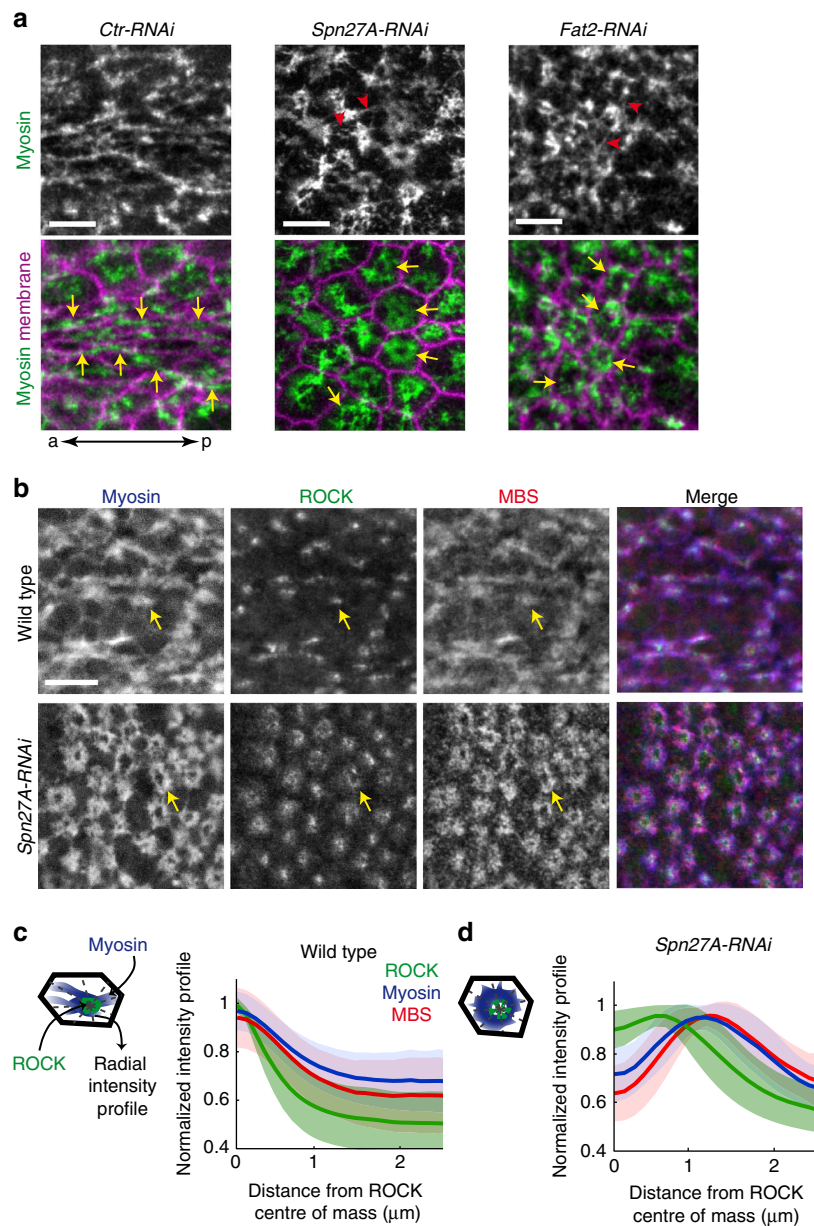 a
Ctr-RNAi
Spn27A-RNAi
Fat2-RNAi
Myosin
Myosin membrane
a
p
b
Myosin
ROCK
MBS
Merge
Wild type
Spn27A-RNAi
c
Myosin
ROCK
Radial
intensity
profile
Wild type
ROCK
Myosin
MBS
Normalized intensity profile
1
0.8
0.6
0.4
0
1
2
Distance from ROCK
centre of mass (μm)
d
Spn27A-RNAi
Normalized intensity profile
1
0.8
0.6
0.4
0
1
2
Distance from ROCK
centre of mass (μm)